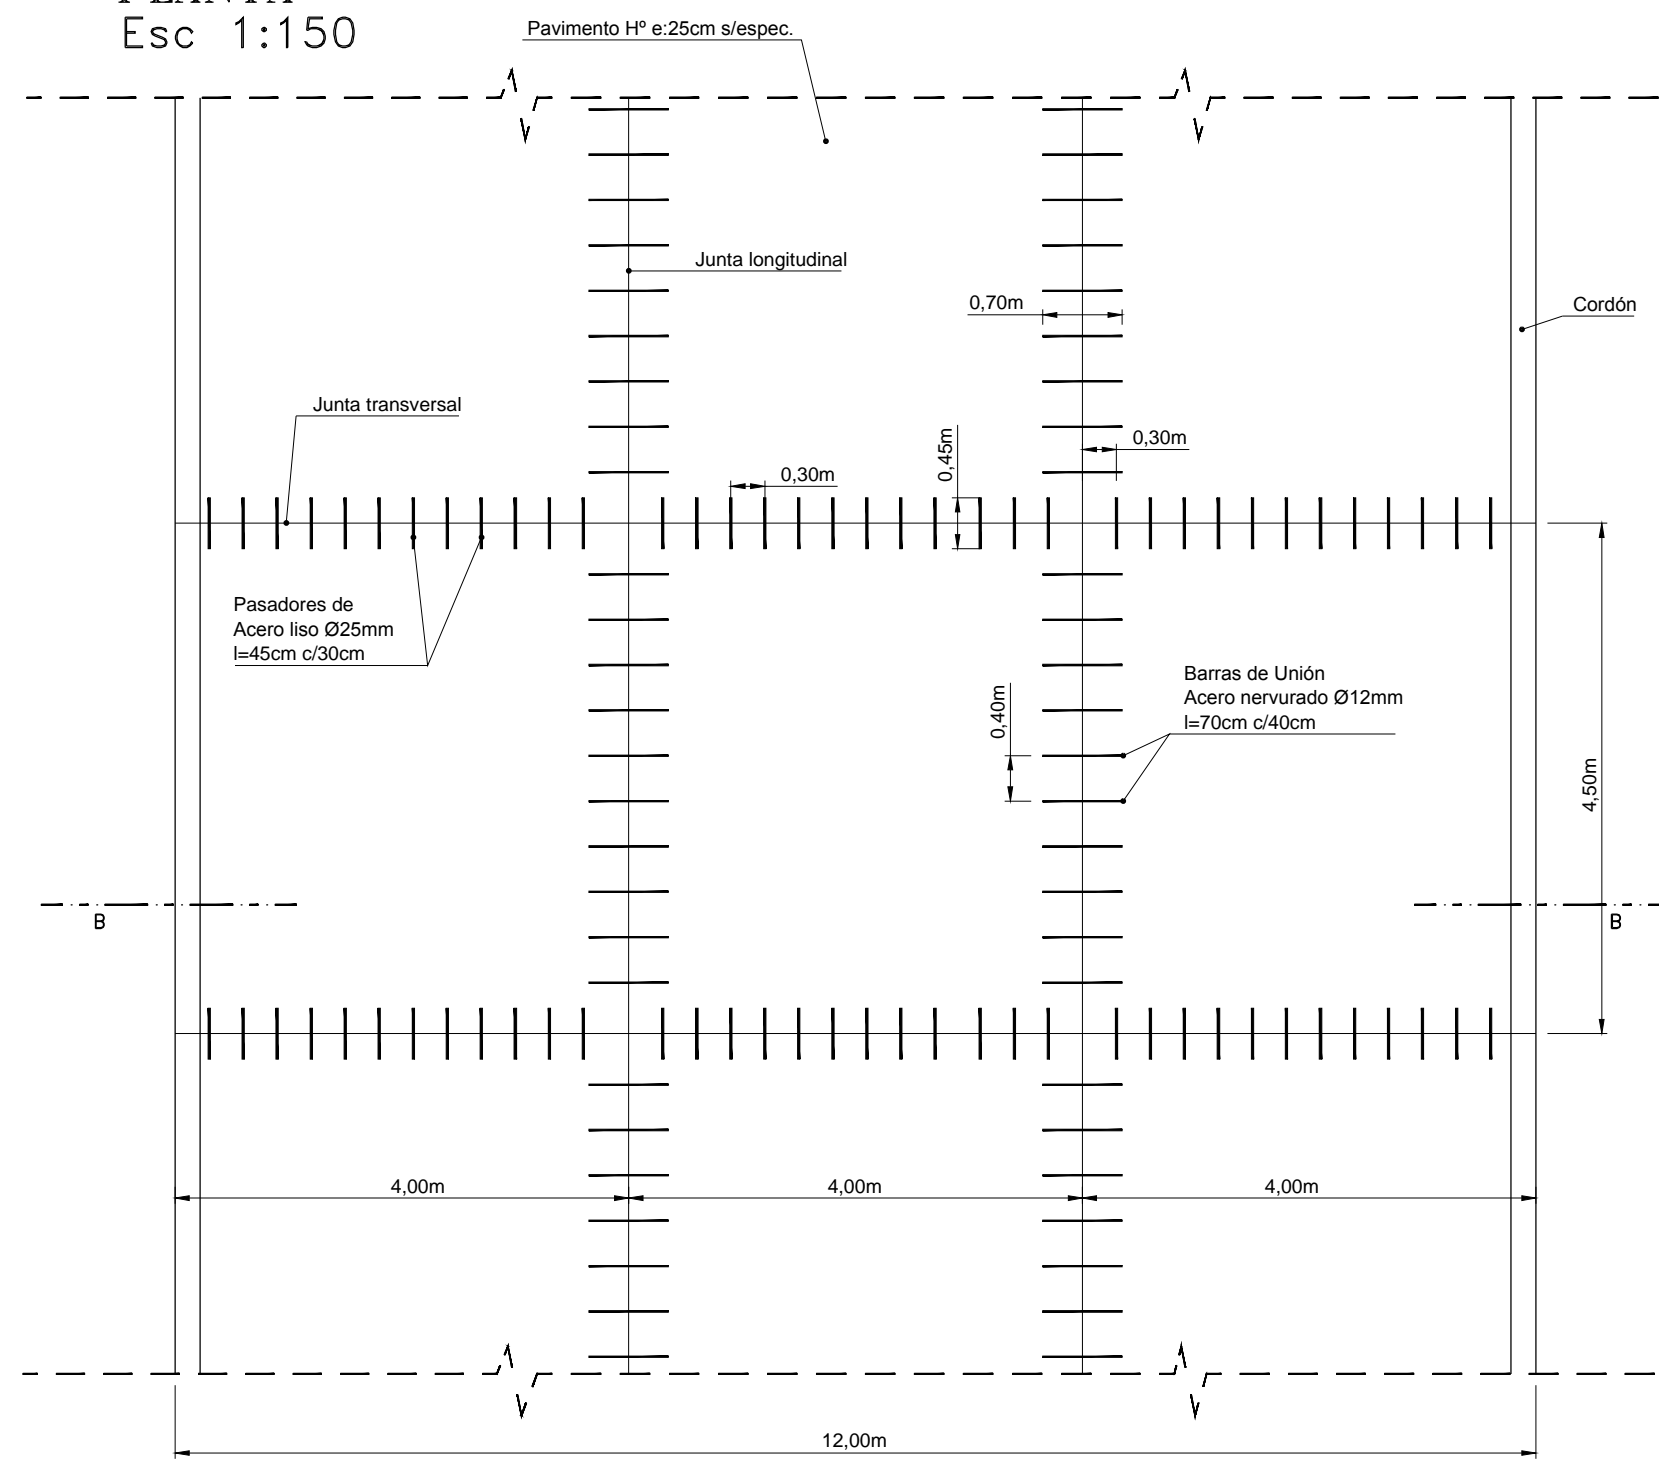 PLANTA
Esc 1:150
Pavimento Hº e:25cm s/espec.
Junta longitudinal
0,70m
Cordón
Junta transversal
0,30m
0,45m
0,30m
Pasadores de
Acero liso Ø25mm
l=45cm c/30cm
Barras de Unión
Acero nervurado Ø12mm
l=70cm c/40cm
0,40m
4,50m
B
B
4,00m
4,00m
4,00m
12,00m